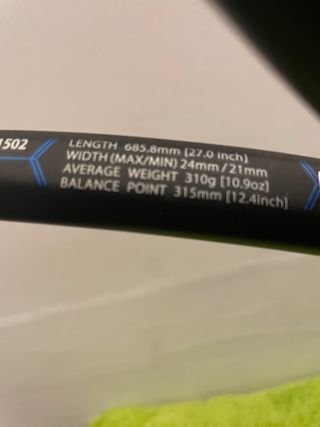 1502
LENGTH 685.8mm [27.0 inch]
WIDTH (MAX/MIN) 24mm / 21mm
AVERAGE WEIGHT 310g [10.9oz]
BALANCE POINT 315mm [12.4inch]